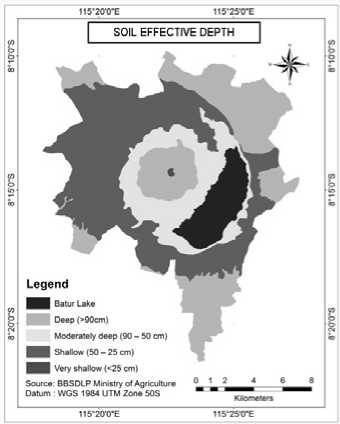 115°20'0"E 115°25'0"E
SOIL EFFECTIVE DEPTH
8°10'0"S 8°10'0"S
8°15'0"S 8°15'0"S
8°20'0"S 8°20'0"S
Legend
Batur Lake
Deep (>90cm)
Moderately deep (90 – 50 cm)
Shallow (50 – 25 cm)
Very shallow (<25 cm)
Source: BBSDLP Ministry of Agriculture
Datum : WGS 1984 UTM Zone 50S
0 1 2 4 6 8
Kilometers
115°20'0"E 115°25'0"E